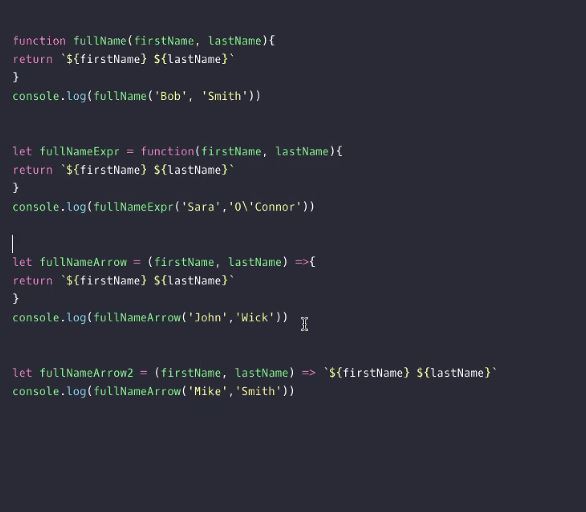 function fullName(firstName, lastName){
return `${firstName} ${lastName}`
}
console.log(fullName('Bob', 'Smith'))
let fullNameExpr = function(firstName, lastName){
return `${firstName} ${lastName}`
}
console.log(fullNameExpr('Sara','O\'Connor'))
let fullNameArrow = (firstName, lastName) =>{
return `${firstName} ${lastName}`
}
console.log(fullNameArrow('John','Wick'))
let fullNameArrow2 = (firstName, lastName) => `${firstName} ${lastName}`
console.log(fullNameArrow('Mike','Smith'))